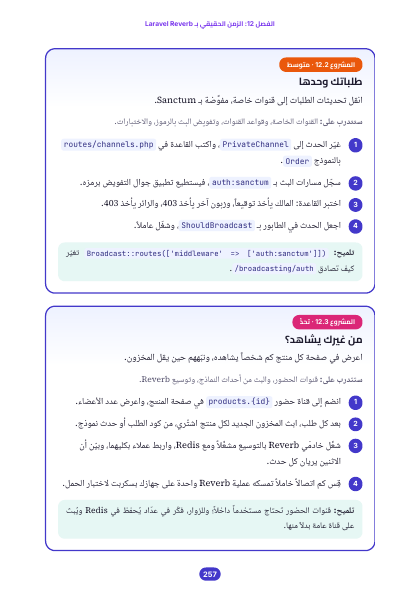 الفصل 12: الزمن الحقيقي بـ Laravel Reverb
المشروع 12.2 · متوسط
طلباتك وحدها
انقل تحديثات الطلبات إلى قنوات خاصة، مفوّضة بـ Sanctum.
ستتدرب على: القنوات الخاصة، وقواعد القنوات، وتفويض البث بالرموز، والاختبارات.
1 غيّر الحدث إلى PrivateChannel، واكتب القاعدة في routes/channels.php
بالنموذج Order.
2 سجّل مسارات البث بـ auth:sanctum، فيستطيع تطبيق جوال التفويض برمزه.
3 اختبر القاعدة: المالك يأخذ توقيعاً، وزبون آخر يأخذ 403، والزائر يأخذ 403.
4 اجعل الحدث في الطابور بـ ShouldBroadcast، وشغّل عاملاً.
تلميح: Broadcast::routes(['middleware' => ['auth:sanctum']]) تغيّر
كيف تصادق /broadcasting/auth.
المشروع 12.3 · تحدٍّ
من غيرك يشاهد؟
اعرض في صفحة كل منتج كم شخصاً يشاهده، ونبّههم حين يقل المخزون.
ستتدرب على: قنوات الحضور، والبث من أحداث النماذج، وتوسيع Reverb.
1 انضم إلى قناة حضور products.{id} في صفحة المنتج، واعرض عدد الأعضاء.
2 بعد كل طلب، ابث المخزون الجديد لكل منتج اشتُري، من كود الطلب أو حدث نموذج.
3 شغّل خادمَي Reverb بالتوسيع مشغّلاً ومع Redis، واربط عملاء بكليهما، وبيّن أن
الاثنين يريان كل حدث.
4 قِس كم اتصالاً خاملاً تمسكه عملية Reverb واحدة على جهازك بسكربت لاختبار الحمل.
تلميح: قنوات الحضور تحتاج مستخدماً داخلاً؛ وللزوار، فكّر في عدّاد يُحفظ في Redis ويُبث
على قناة عامة بدلاً منها.
257